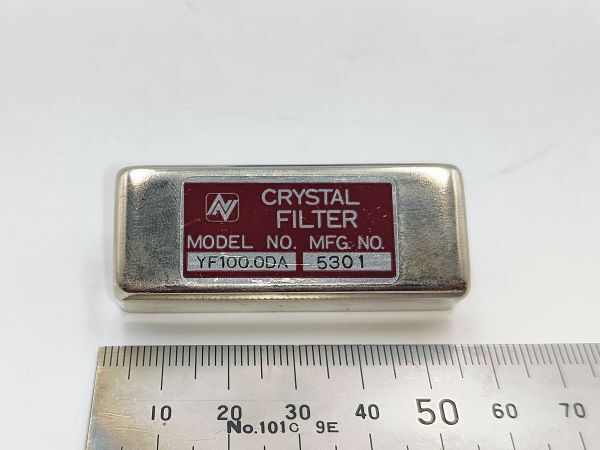 CRYSTAL
FILTER
MODEL NO. MFG. NO.
YF100.0DA 5301
10 20 30 40 50 60 70
No.101C 9E